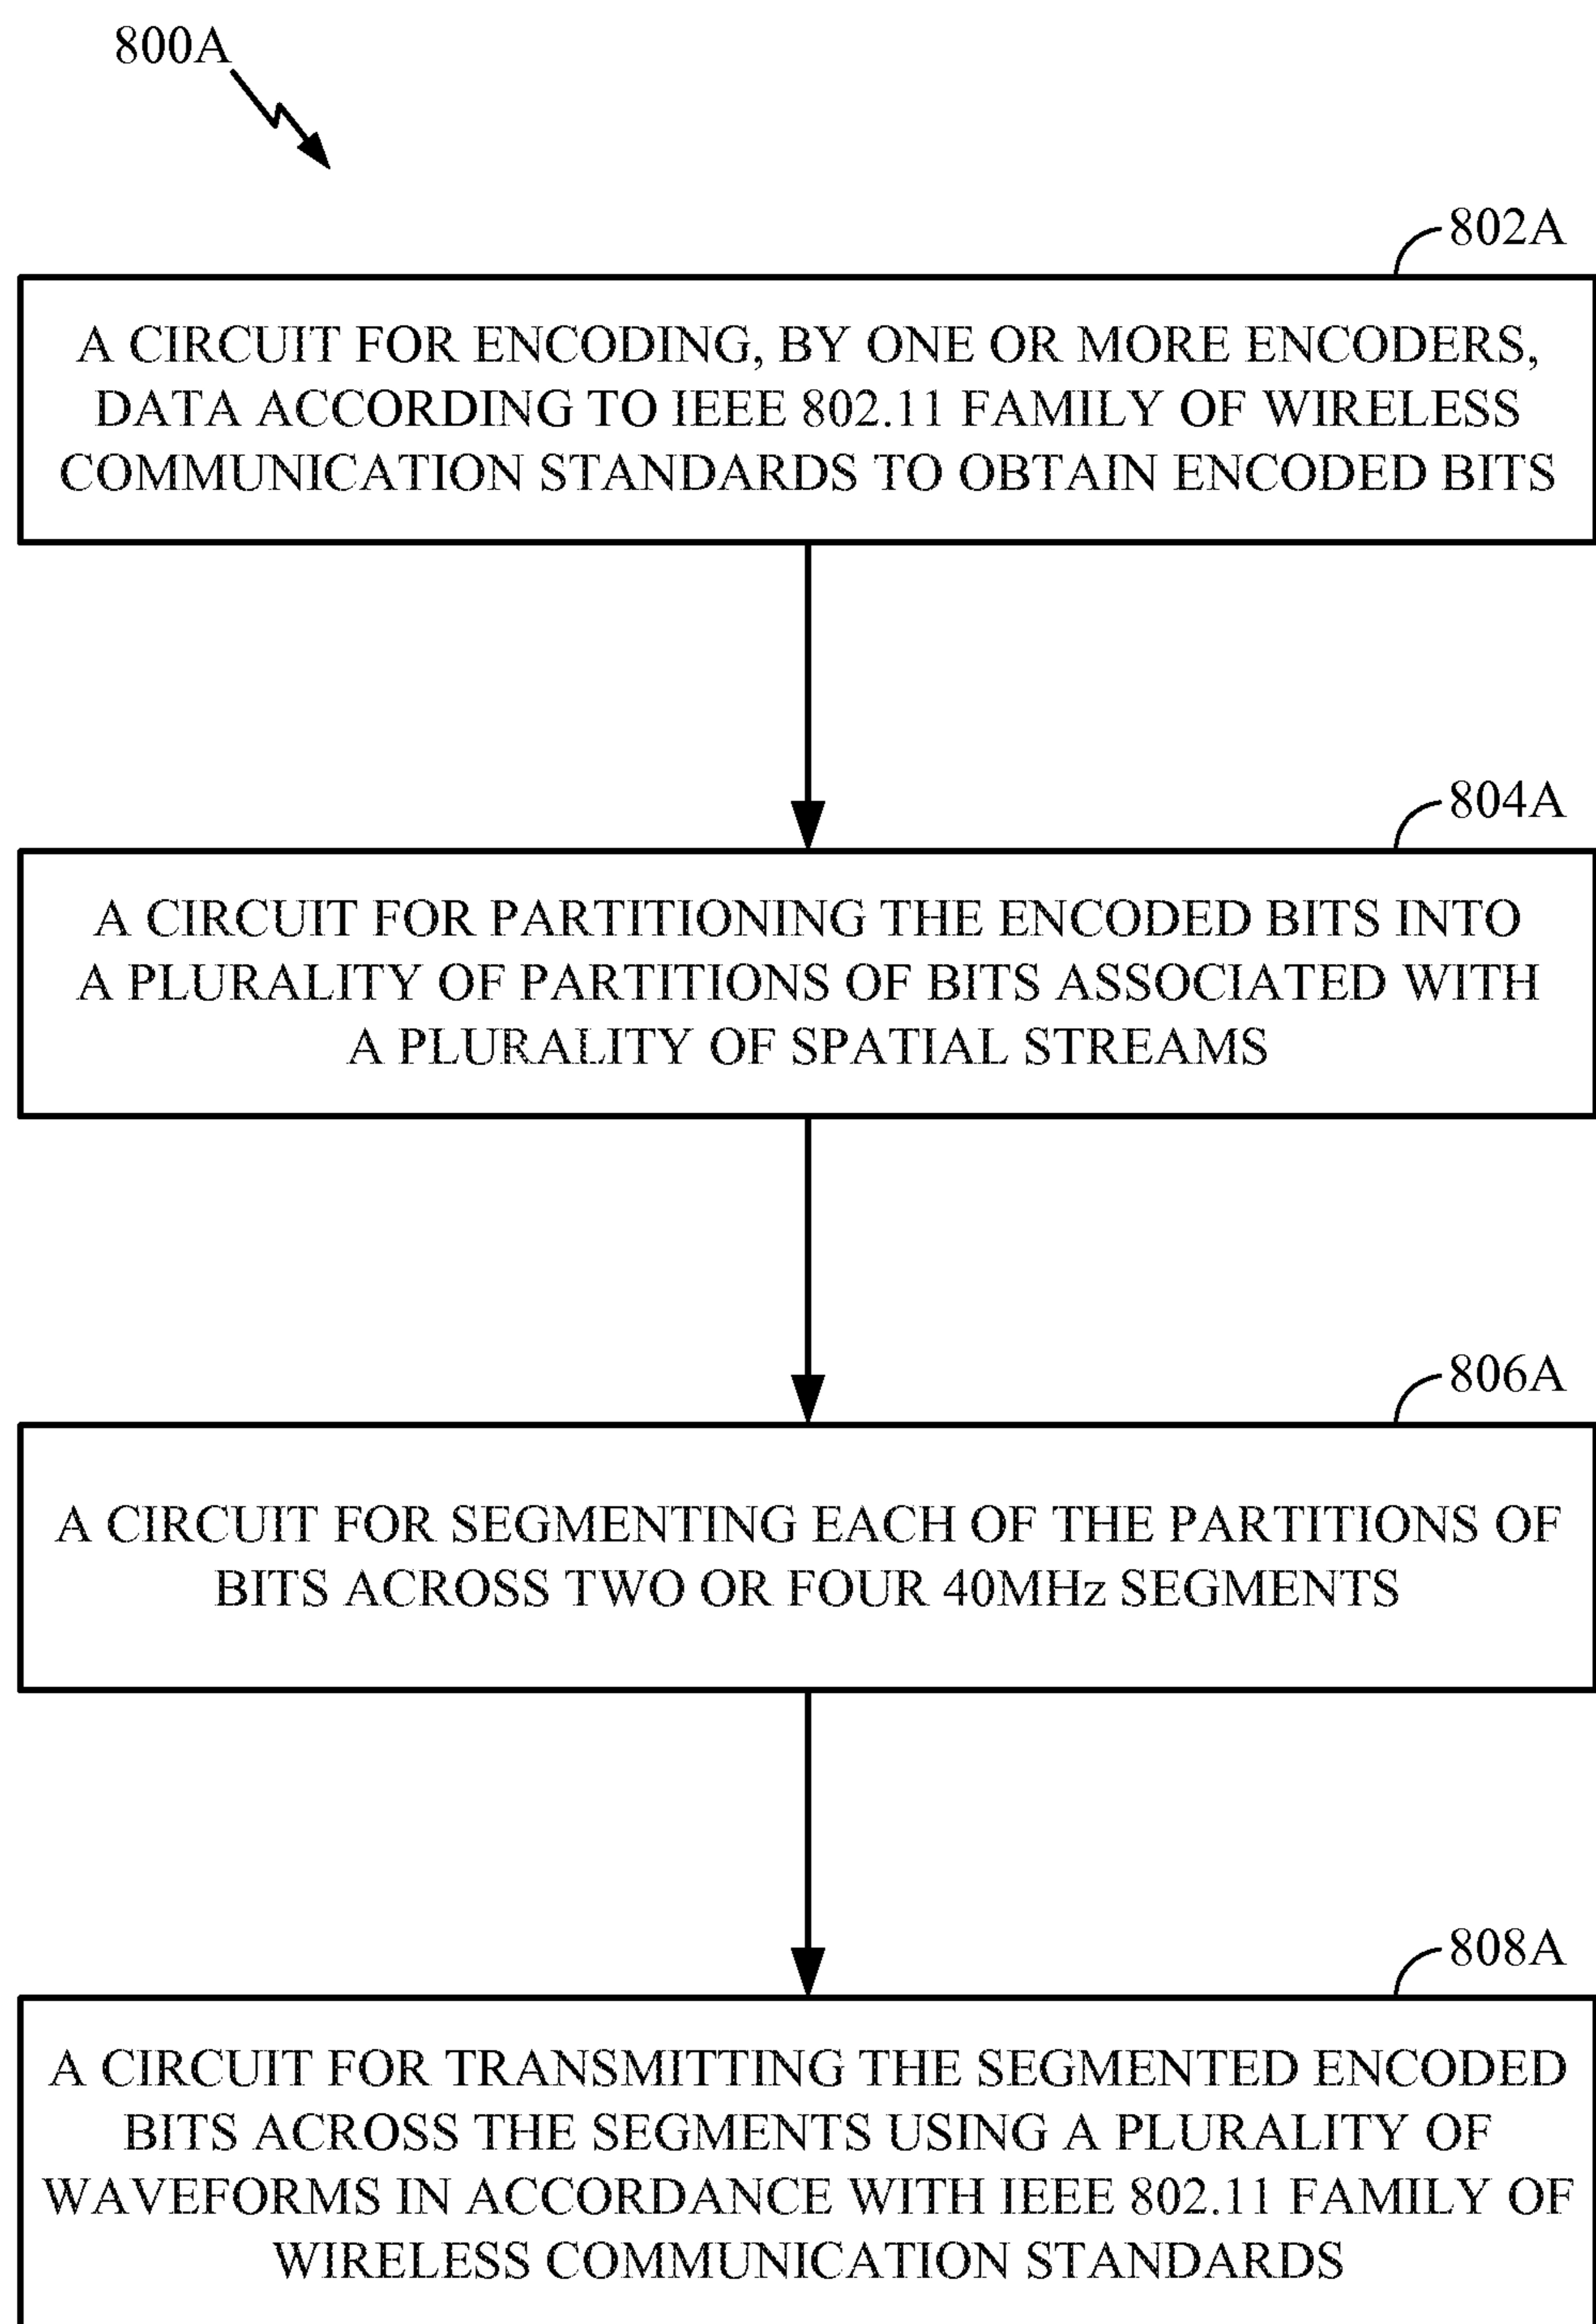 800A
802A
A CIRCUIT FOR ENCODING, BY ONE OR MORE ENCODERS,
DATA ACCORDING TO IEEE 802.11 FAMILY OF WIRELESS
COMMUNICATION STANDARDS TO OBTAIN ENCODED BITS
804A
A CIRCUIT FOR PARTITIONING THE ENCODED BITS INTO
A PLURALITY OF PARTITIONS OF BITS ASSOCIATED WITH
A PLURALITY OF SPATIAL STREAMS
806A
A CIRCUIT FOR SEGMENTING EACH OF THE PARTITIONS OF
BITS ACROSS TWO OR FOUR 40MHz SEGMENTS
808A
A CIRCUIT FOR TRANSMITTING THE SEGMENTED ENCODED
BITS ACROSS THE SEGMENTS USING A PLURALITY OF
WAVEFORMS IN ACCORDANCE WITH IEEE 802.11 FAMILY OF
WIRELESS COMMUNICATION STANDARDS